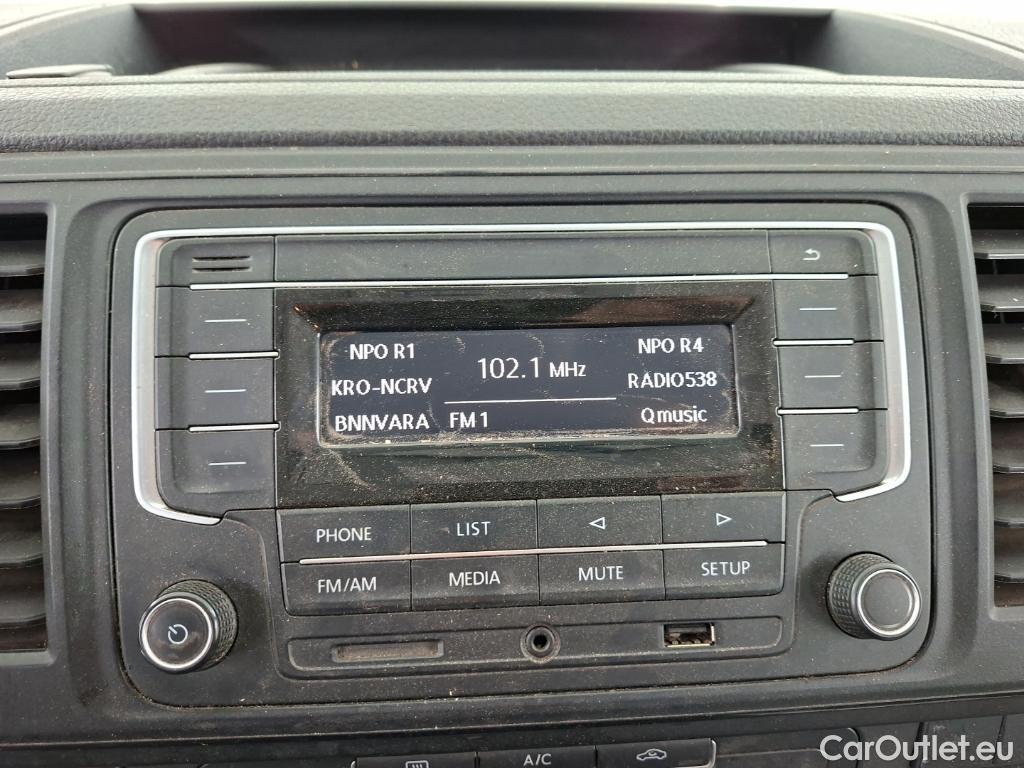 NPO R1
102.1 MHz
NPO R4
KRO-NCRV
RADIO538
BNNVARA
FM1
Qmusic
PHONE
LIST
FM/AM
MEDIA
MUTE
SETUP
A/C
CarOutlet.eu